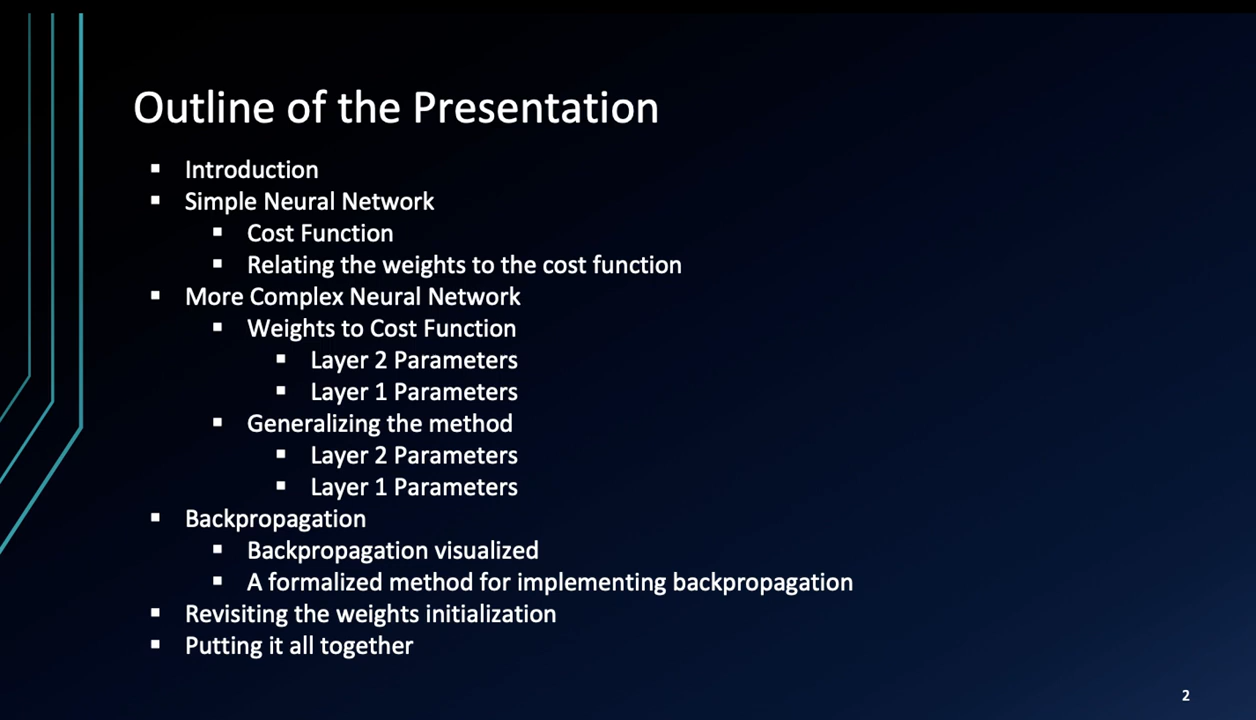 Outline of the Presentation
Introduction
Simple Neural Network
Cost Function
Relating the weights to the cost function
More Complex Neural Network
Weights to Cost Function
Layer 2 Parameters
Layer 1 Parameters
Generalizing the method
Layer 2 Parameters
Layer 1 Parameters
Backpropagation
Backpropagation visualized
A formalized method for implementing backpropagation
Revisiting the weights initialization
Putting it all together
2